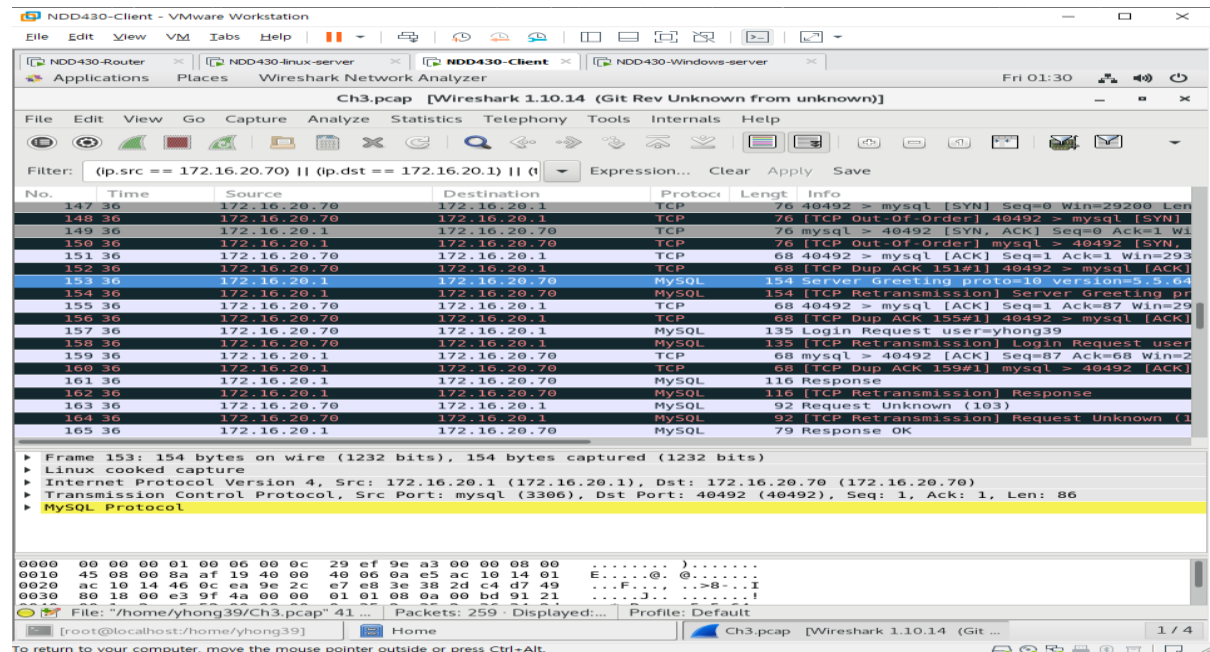 NDD430-Client - VMware Workstation
File Edit View VM Tabs Help
NDD430-Router NDD430-linux-server NDD430-Client NDD430-Windows-server
Applications Places Wireshark Network Analyzer Fri 01:30
Ch3.pcap [Wireshark 1.10.14 (Git Rev Unknown from unknown)]
File Edit View Go Capture Analyze Statistics Telephony Tools Internals Help
Filter: (ip.src == 172.16.20.70) || (ip.dst == 172.16.20.1) || (t Expression... Clear Apply Save
No. Time Source Destination Protoc Lengt Info
147 36 172.16.20.70 172.16.20.1 TCP 76 40492 > mysql [SYN] Seq=0 Win=29200 Len
148 36 172.16.20.70 172.16.20.1 TCP 76 [TCP Out-Of-Order] 40492 > mysql [SYN]
149 36 172.16.20.1 172.16.20.70 TCP 76 mysql > 40492 [SYN, ACK] Seq=0 Ack=1 Wi
150 36 172.16.20.1 172.16.20.70 TCP 76 [TCP Out-Of-Order] mysql > 40492 [SYN,
151 36 172.16.20.70 172.16.20.1 TCP 68 40492 > mysql [ACK] Seq=1 Ack=1 Win=293
152 36 172.16.20.70 172.16.20.1 TCP 68 [TCP Dup ACK 151#1] 40492 > mysql [ACK]
153 36 172.16.20.1 172.16.20.70 MySQL 154 Server Greeting proto=10 version=5.5.64
154 36 172.16.20.1 172.16.20.70 MySQL 154 [TCP Retransmission] Server Greeting pr
155 36 172.16.20.70 172.16.20.1 TCP 68 40492 > mysql [ACK] Seq=1 Ack=87 Win=29
156 36 172.16.20.70 172.16.20.1 TCP 68 [TCP Dup ACK 155#1] 40492 > mysql [ACK]
157 36 172.16.20.70 172.16.20.1 MySQL 135 Login Request user=yhong39
158 36 172.16.20.70 172.16.20.1 MySQL 135 [TCP Retransmission] Login Request user
159 36 172.16.20.1 172.16.20.70 TCP 68 mysql > 40492 [ACK] Seq=87 Ack=68 Win=2
160 36 172.16.20.1 172.16.20.70 TCP 68 [TCP Dup ACK 159#1] mysql > 40492 [ACK]
161 36 172.16.20.1 172.16.20.70 MySQL 116 Response
162 36 172.16.20.1 172.16.20.70 MySQL 116 [TCP Retransmission] Response
163 36 172.16.20.70 172.16.20.1 MySQL 92 Request Unknown (103)
164 36 172.16.20.70 172.16.20.1 MySQL 92 [TCP Retransmission] Request Unknown (1
165 36 172.16.20.1 172.16.20.70 MySQL 79 Response OK
Frame 153: 154 bytes on wire (1232 bits), 154 bytes captured (1232 bits)
Linux cooked capture
Internet Protocol Version 4, Src: 172.16.20.1 (172.16.20.1), Dst: 172.16.20.70 (172.16.20.70)
Transmission Control Protocol, Src Port: mysql (3306), Dst Port: 40492 (40492), Seq: 1, Ack: 1, Len: 86
MySQL Protocol
0000 00 00 00 01 00 06 00 0c 29 ef 9e a3 00 00 08 00 ........ ).......
0010 45 08 00 8a af 19 40 00 40 06 0a e5 ac 10 14 01 E.....@. @.......
0020 ac 10 14 46 0c ea 9e 2c e7 e8 3e 38 2d c4 d7 49 ...F..., ..>8-..I
0030 80 18 00 e3 9f 4a 00 00 01 01 08 0a 00 bd 91 21 .....J.. .......!
File: "/home/yhong39/Ch3.pcap" 41 ... Packets: 259 · Displayed:... Profile: Default
[root@localhost:/home/yhong39] Home Ch3.pcap [Wireshark 1.10.14 (Git ... 1 / 4
To return to your computer, move the mouse pointer outside or press Ctrl+Alt.